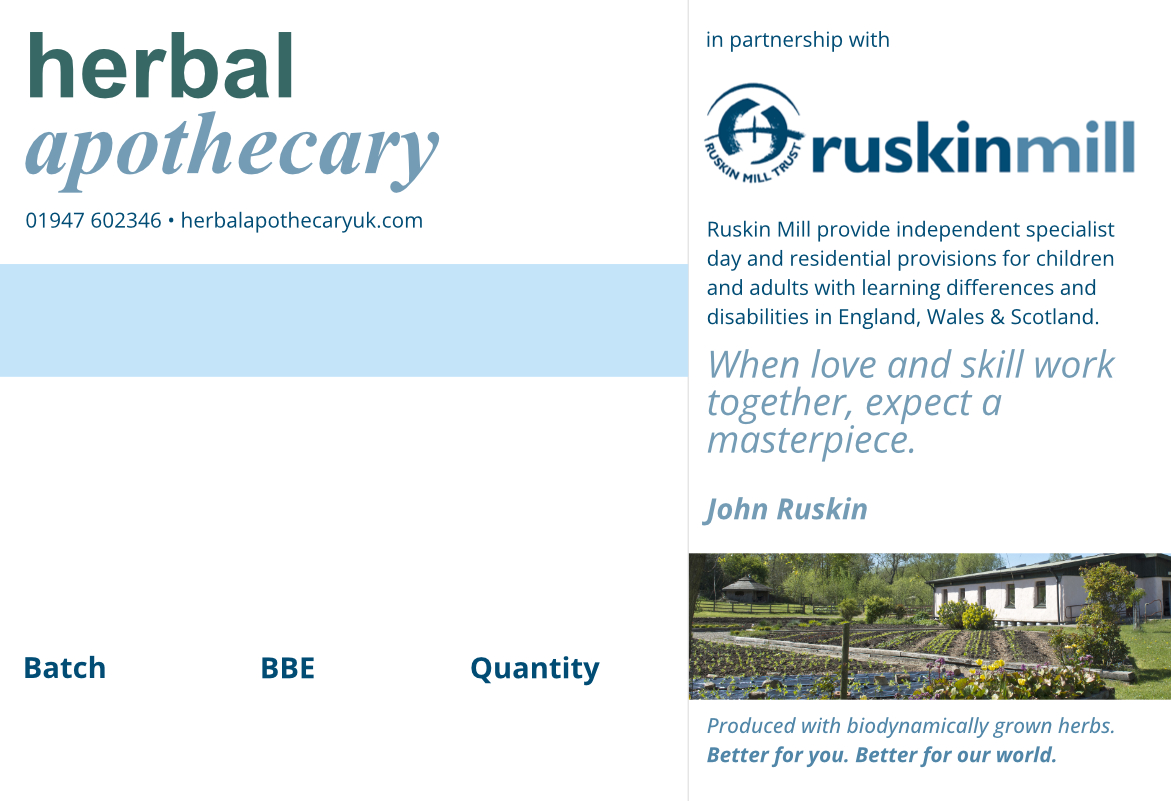 herbal
apothecary
01947 602346 • herbalapothecaryuk.com
Batch BBE Quantity
in partnership with
RUSKIN MILL TRUST
ruskinmill
Ruskin Mill provide independent specialist
day and residential provisions for children
and adults with learning differences and
disabilities in England, Wales & Scotland.
When love and skill work
together, expect a
masterpiece.
John Ruskin
Produced with biodynamically grown herbs.
Better for you. Better for our world.